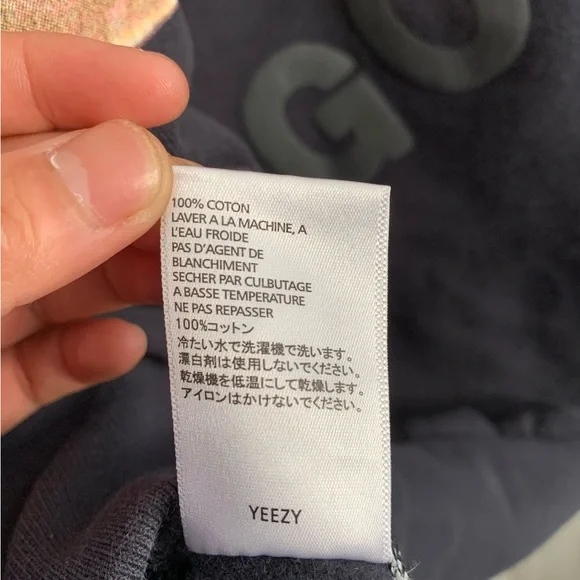 GO
100% COTON
LAVER A LA MACHINE, A
L'EAU FROIDE
PAS D'AGENT DE
BLANCHIMENT
SECHER PAR CULBUTAGE
A BASSE TEMPERATURE
NE PAS REPASSER
100%コットン
冷たい水で洗濯機で洗います。
漂白剤は使用しないでください。
乾燥機を低温にして乾燥します。
アイロンはかけないでください。
YEEZY